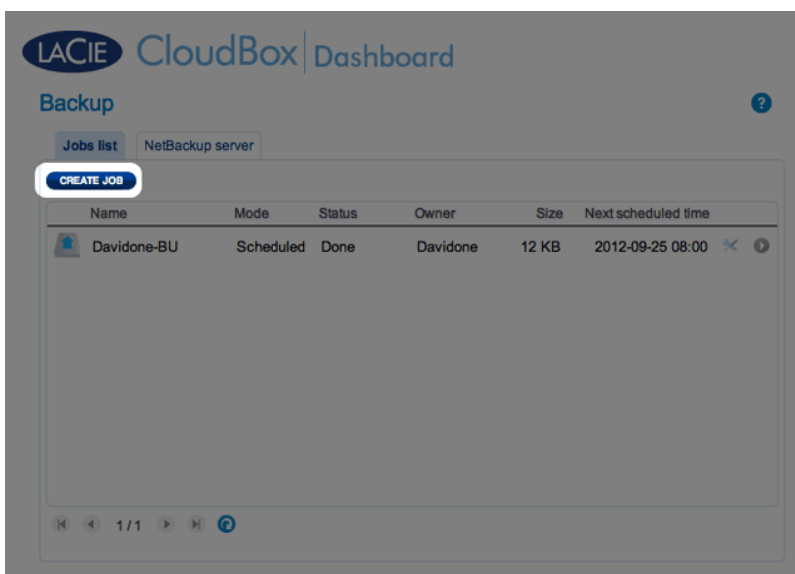 LACIE CloudBox Dashboard
Backup
?
Jobs list NetBackup server
CREATE JOB
Name Mode Status Owner Size Next scheduled time
Davidone-BU Scheduled Done Davidone 12 KB 2012-09-25 08:00
1/1